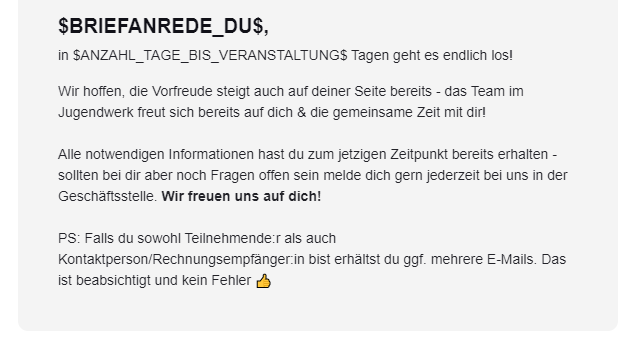 $BRIEFANREDE_DU$,
in $ANZAHL_TAGE_BIS_VERANSTALTUNG$ Tagen geht es endlich los!
Wir hoffen, die Vorfreude steigt auch auf deiner Seite bereits - das Team im
Jugendwerk freut sich bereits auf dich & die gemeinsame Zeit mit dir!
Alle notwendigen Informationen hast du zum jetzigen Zeitpunkt bereits erhalten -
sollten bei dir aber noch Fragen offen sein melde dich gern jederzeit bei uns in der
Geschäftsstelle. Wir freuen uns auf dich!
PS: Falls du sowohl Teilnehmende:r als auch
Kontaktperson/Rechnungsempfänger:in bist erhältst du ggf. mehrere E-Mails. Das
ist beabsichtigt und kein Fehler 👍